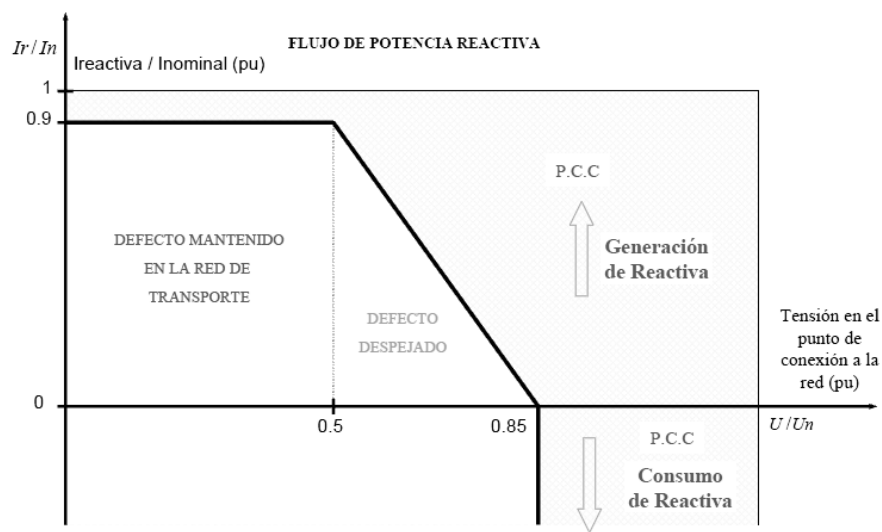 FLUJO DE POTENCIA REACTIVA
Ir / In
Ireactiva / Inominal (pu)
1
0.9
P.C.C
DEFECTO MANTENIDO
EN LA RED DE
TRANSPORTE
Generación
de Reactiva
DEFECTO
DESPEJADO
Tensión en el
punto de
conexión a la
red (pu)
0
0.5
0.85
U /Un
P.C.C
Consumo
de Reactiva